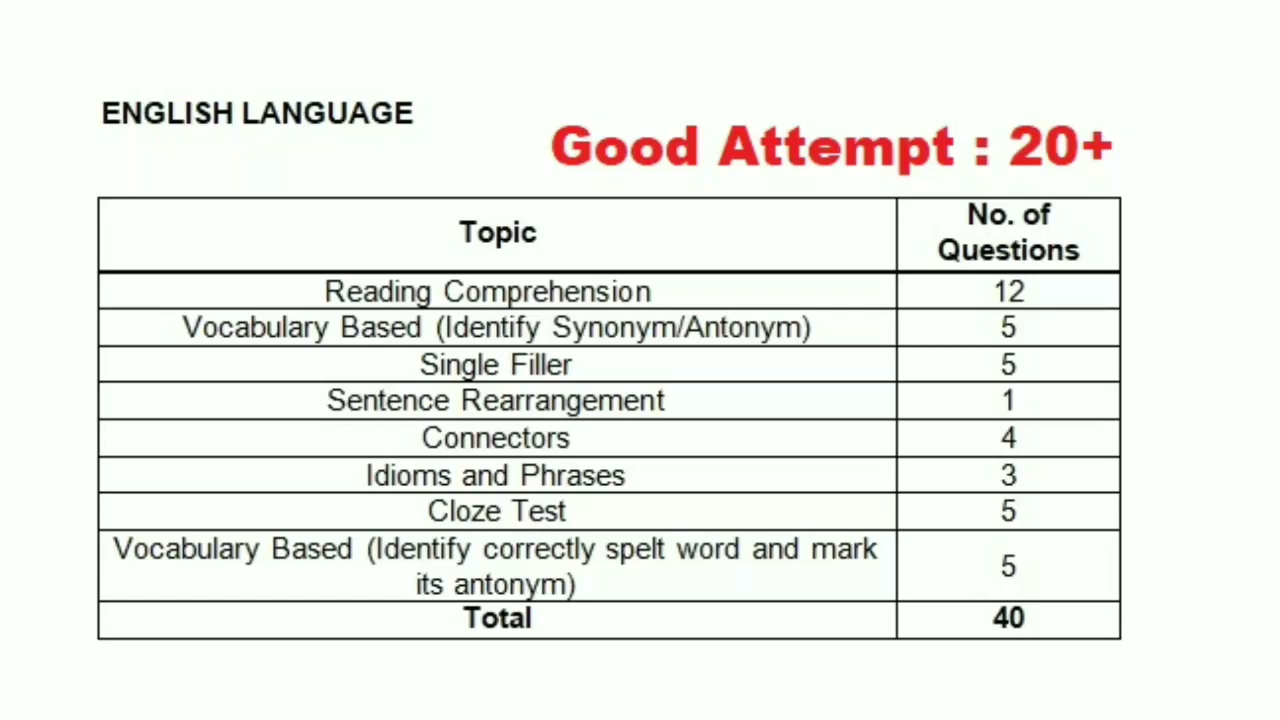 ENGLISH LANGUAGE
Good Attempt : 20+
Topic No. of Questions
Reading Comprehension 12
Vocabulary Based (Identify Synonym/Antonym) 5
Single Filler 5
Sentence Rearrangement 1
Connectors 4
Idioms and Phrases 3
Cloze Test 5
Vocabulary Based (Identify correctly spelt word and mark
its antonym) 5
Total 40